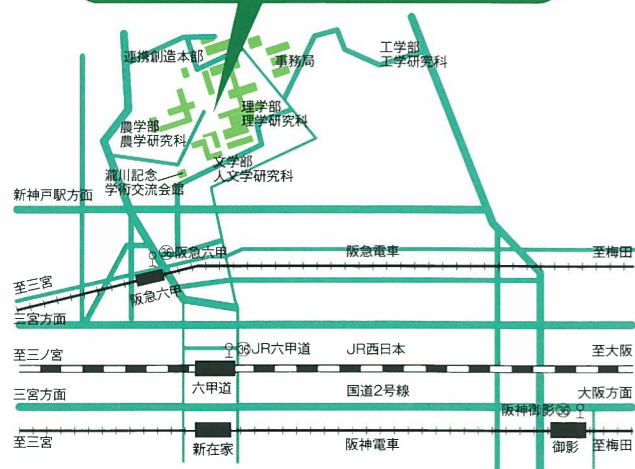 連携創造本部
事務局
工学部
工学研究科
理学部
理学研究科
農学部
農学研究科
文学部
人文学研究科
瀧川記念
学術交流会館
新神戸駅方面
㊱阪急六甲
阪急電車
至梅田
至三宮
阪急六甲
三宮方面
㊱JR六甲道
JR西日本
至三ノ宮
至大阪
六甲道
国道2号線
三宮方面
大阪方面
阪神御影㊱
至三宮
新在家
阪神電車
御影
至梅田